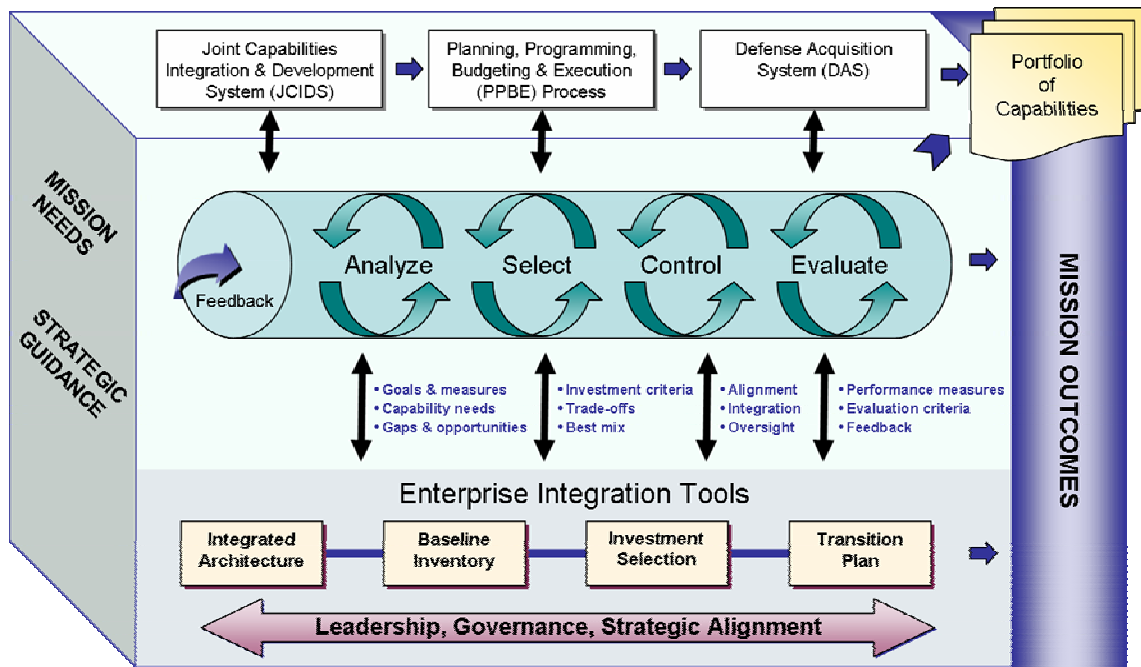 Joint Capabilities
Integration & Development
System (JCIDS)
Planning, Programming,
Budgeting & Execution
(PPBE) Process
Defense Acquisition
System (DAS)
Portfolio
of
Capabilities
MISSION
NEEDS
STRATEGIC
GUIDANCE
Feedback
Analyze
Select
Control
Evaluate
• Goals & measures
• Capability needs
• Gaps & opportunities
• Investment criteria
• Trade-offs
• Best mix
• Alignment
• Integration
• Oversight
• Performance measures
• Evaluation criteria
• Feedback
MISSION OUTCOMES
Enterprise Integration Tools
Integrated
Architecture
Baseline
Inventory
Investment
Selection
Transition
Plan
Leadership, Governance, Strategic Alignment